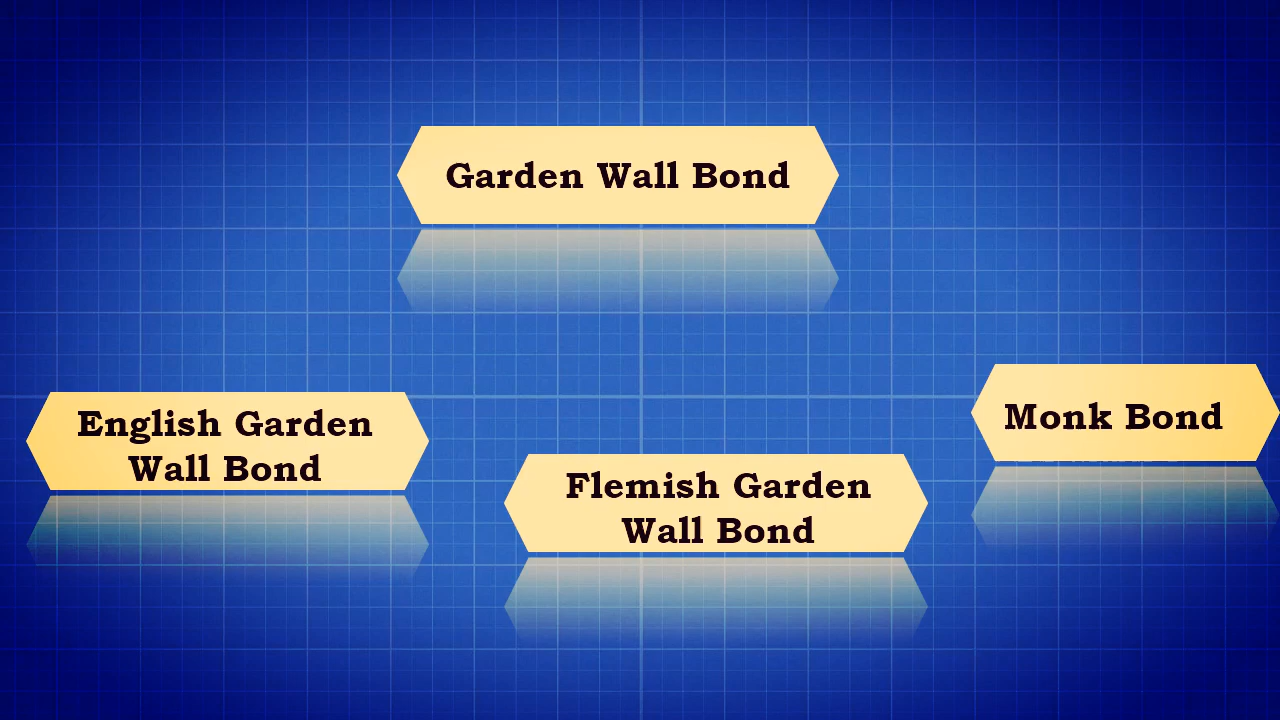 Garden Wall Bond
English Garden
Wall Bond
Flemish Garden
Wall Bond
Monk Bond